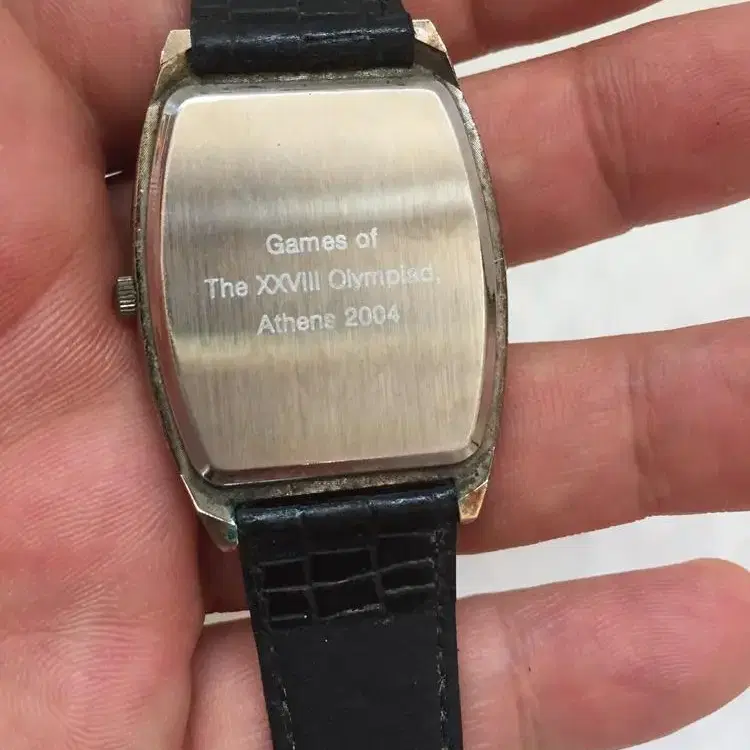 Games of
The XXVIII Olympiad,
Athens 2004